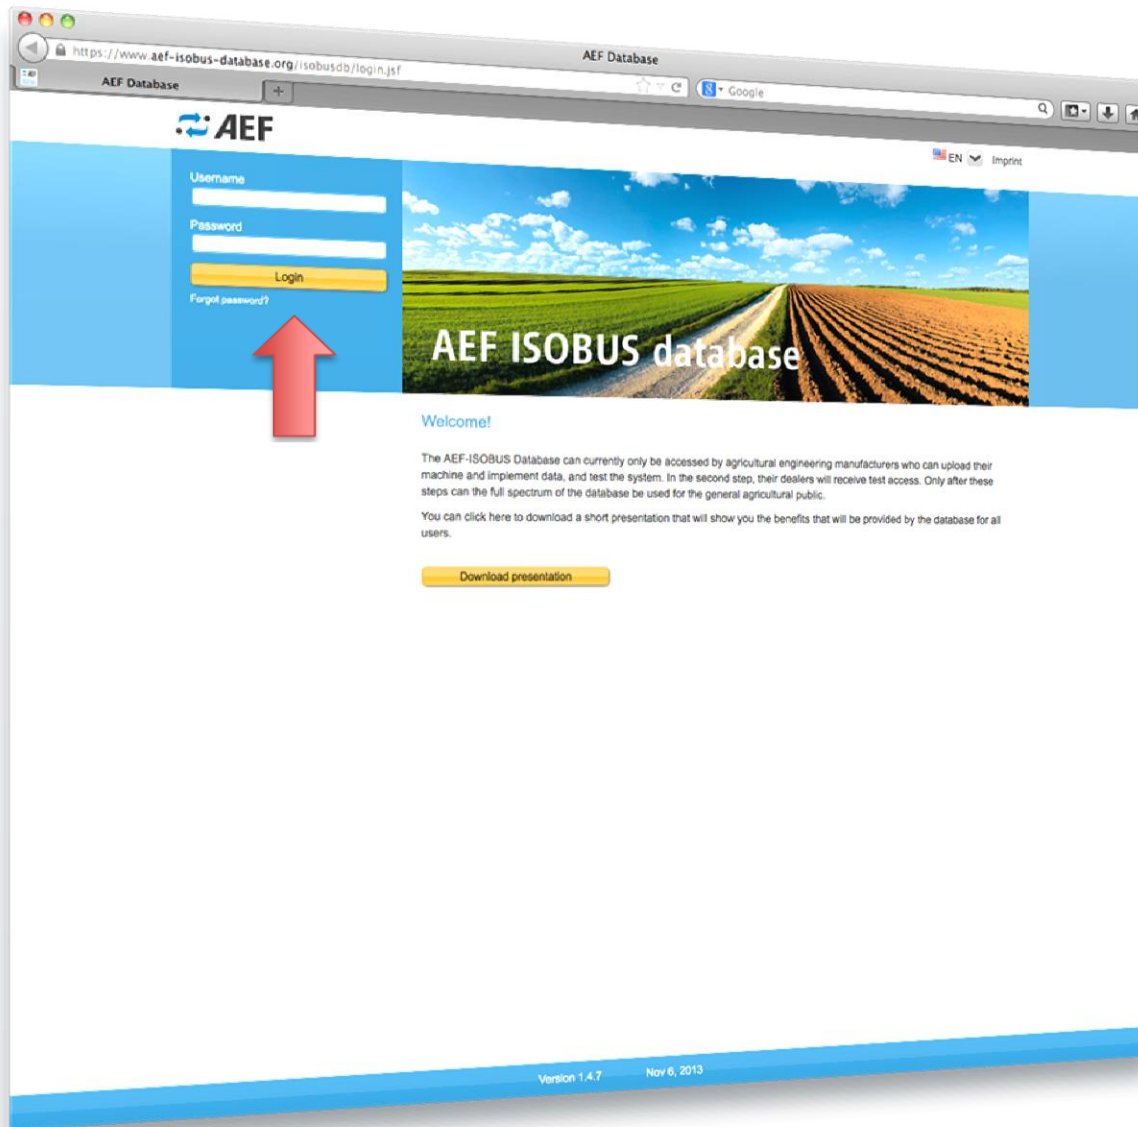 AEF Database
https://www.aef-isobus-database.org/isobusdb/login.jsf
Google
AEF Database
AEF
EN Imprint
Username
Password
Login
Forgot password?
AEF ISOBUS database
Welcome!
The AEF-ISOBUS Database can currently only be accessed by agricultural engineering manufacturers who can upload their
machine and implement data, and test the system. In the second step, their dealers will receive test access. Only after these
steps can the full spectrum of the database be used for the general agricultural public.
You can click here to download a short presentation that will show you the benefits that will be provided by the database for all
users.
Download presentation
Version 1.4.7 Nov 6, 2013